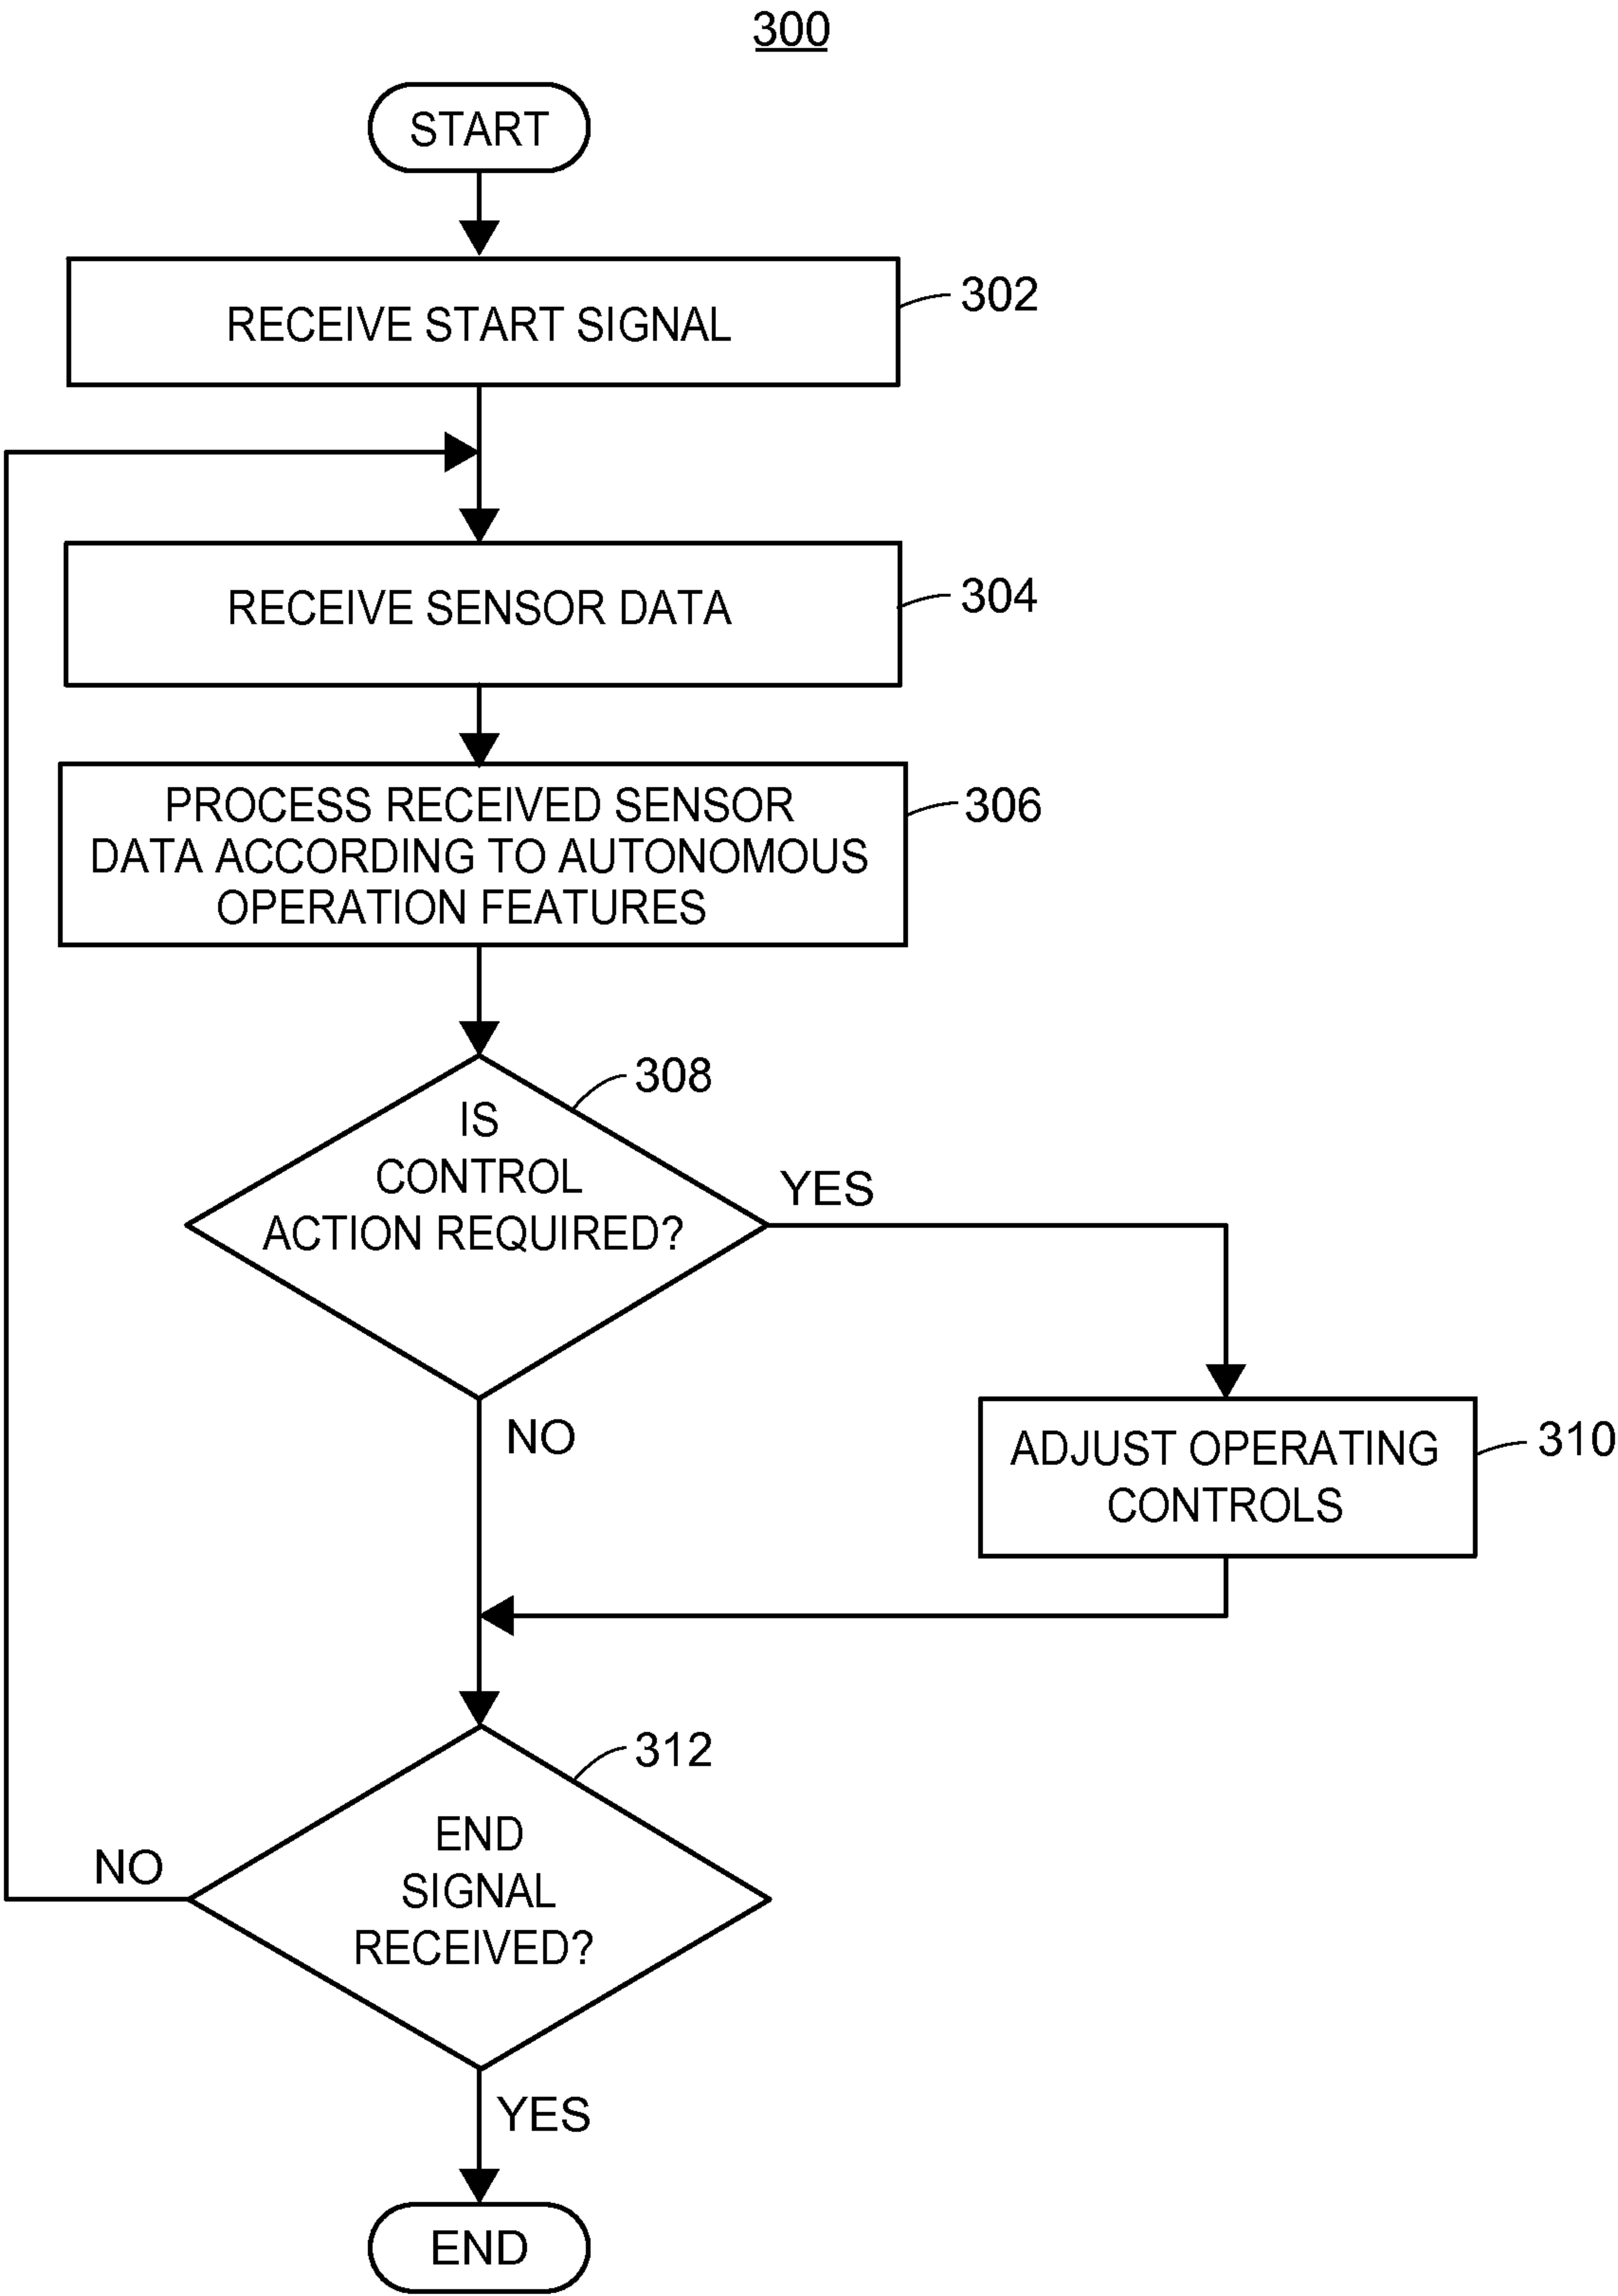 300
START
RECEIVE START SIGNAL
302
RECEIVE SENSOR DATA
304
PROCESS RECEIVED SENSOR
DATA ACCORDING TO AUTONOMOUS
OPERATION FEATURES
306
308
IS
CONTROL
ACTION REQUIRED?
YES
NO
ADJUST OPERATING
CONTROLS
310
312
END
SIGNAL
RECEIVED?
NO
YES
END